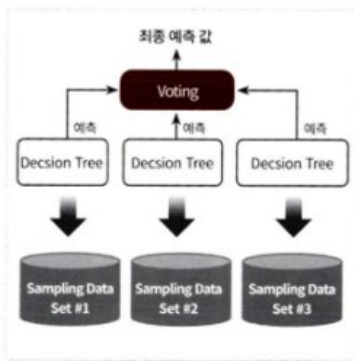 최종 예측 값
Voting
예측 예측 예측
Decsion Tree Decsion Tree Decsion Tree
Sampling Data Sampling Data Sampling Data
Set #1 Set #2 Set #3